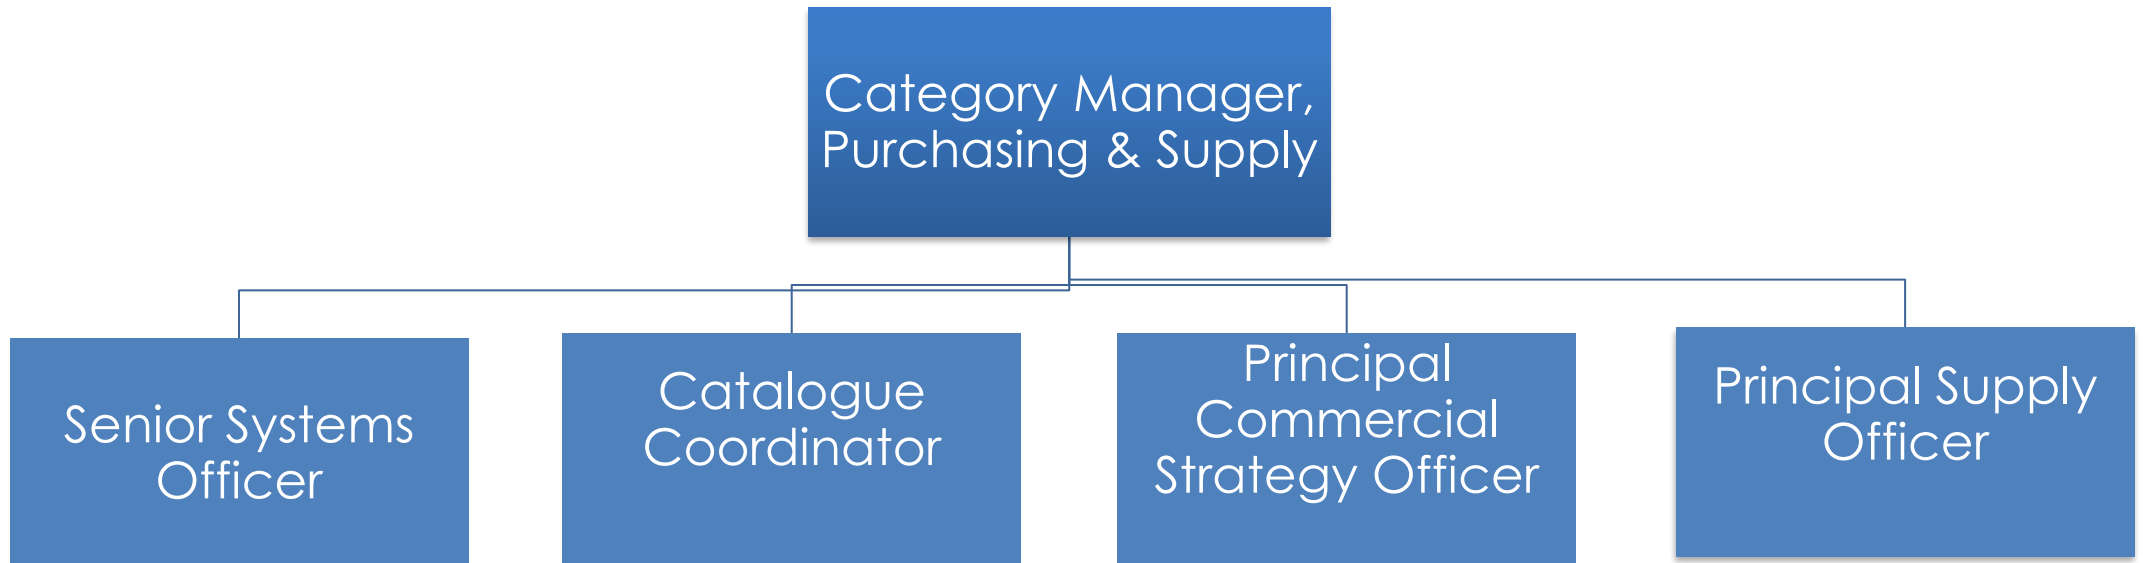 Category Manager,
Purchasing & Supply
Senior Systems
Officer
Catalogue
Coordinator
Principal
Commercial
Strategy Officer
Principal Supply
Officer